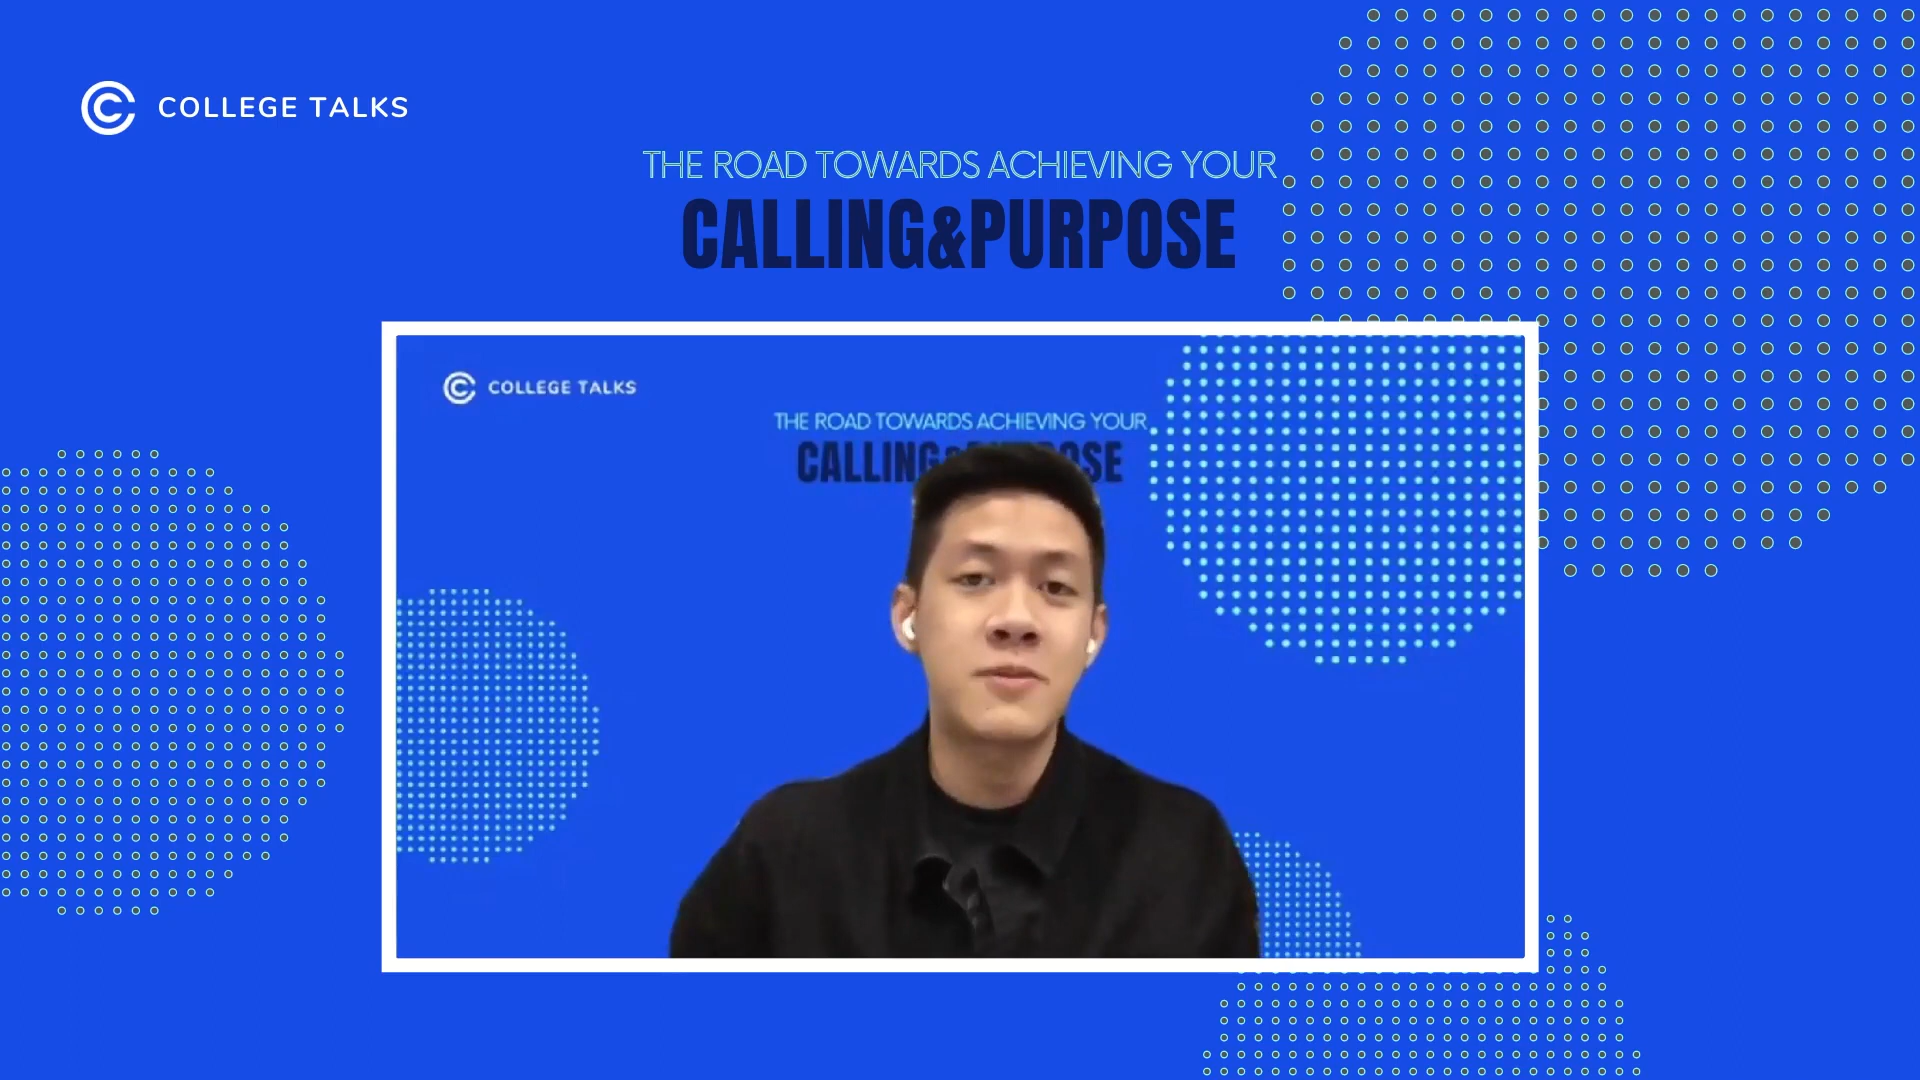 COLLEGE TALKS
THE ROAD TOWARDS ACHIEVING YOUR
CALLING&PURPOSE
COLLEGE TALKS
THE ROAD TOWARDS ACHIEVING YOUR